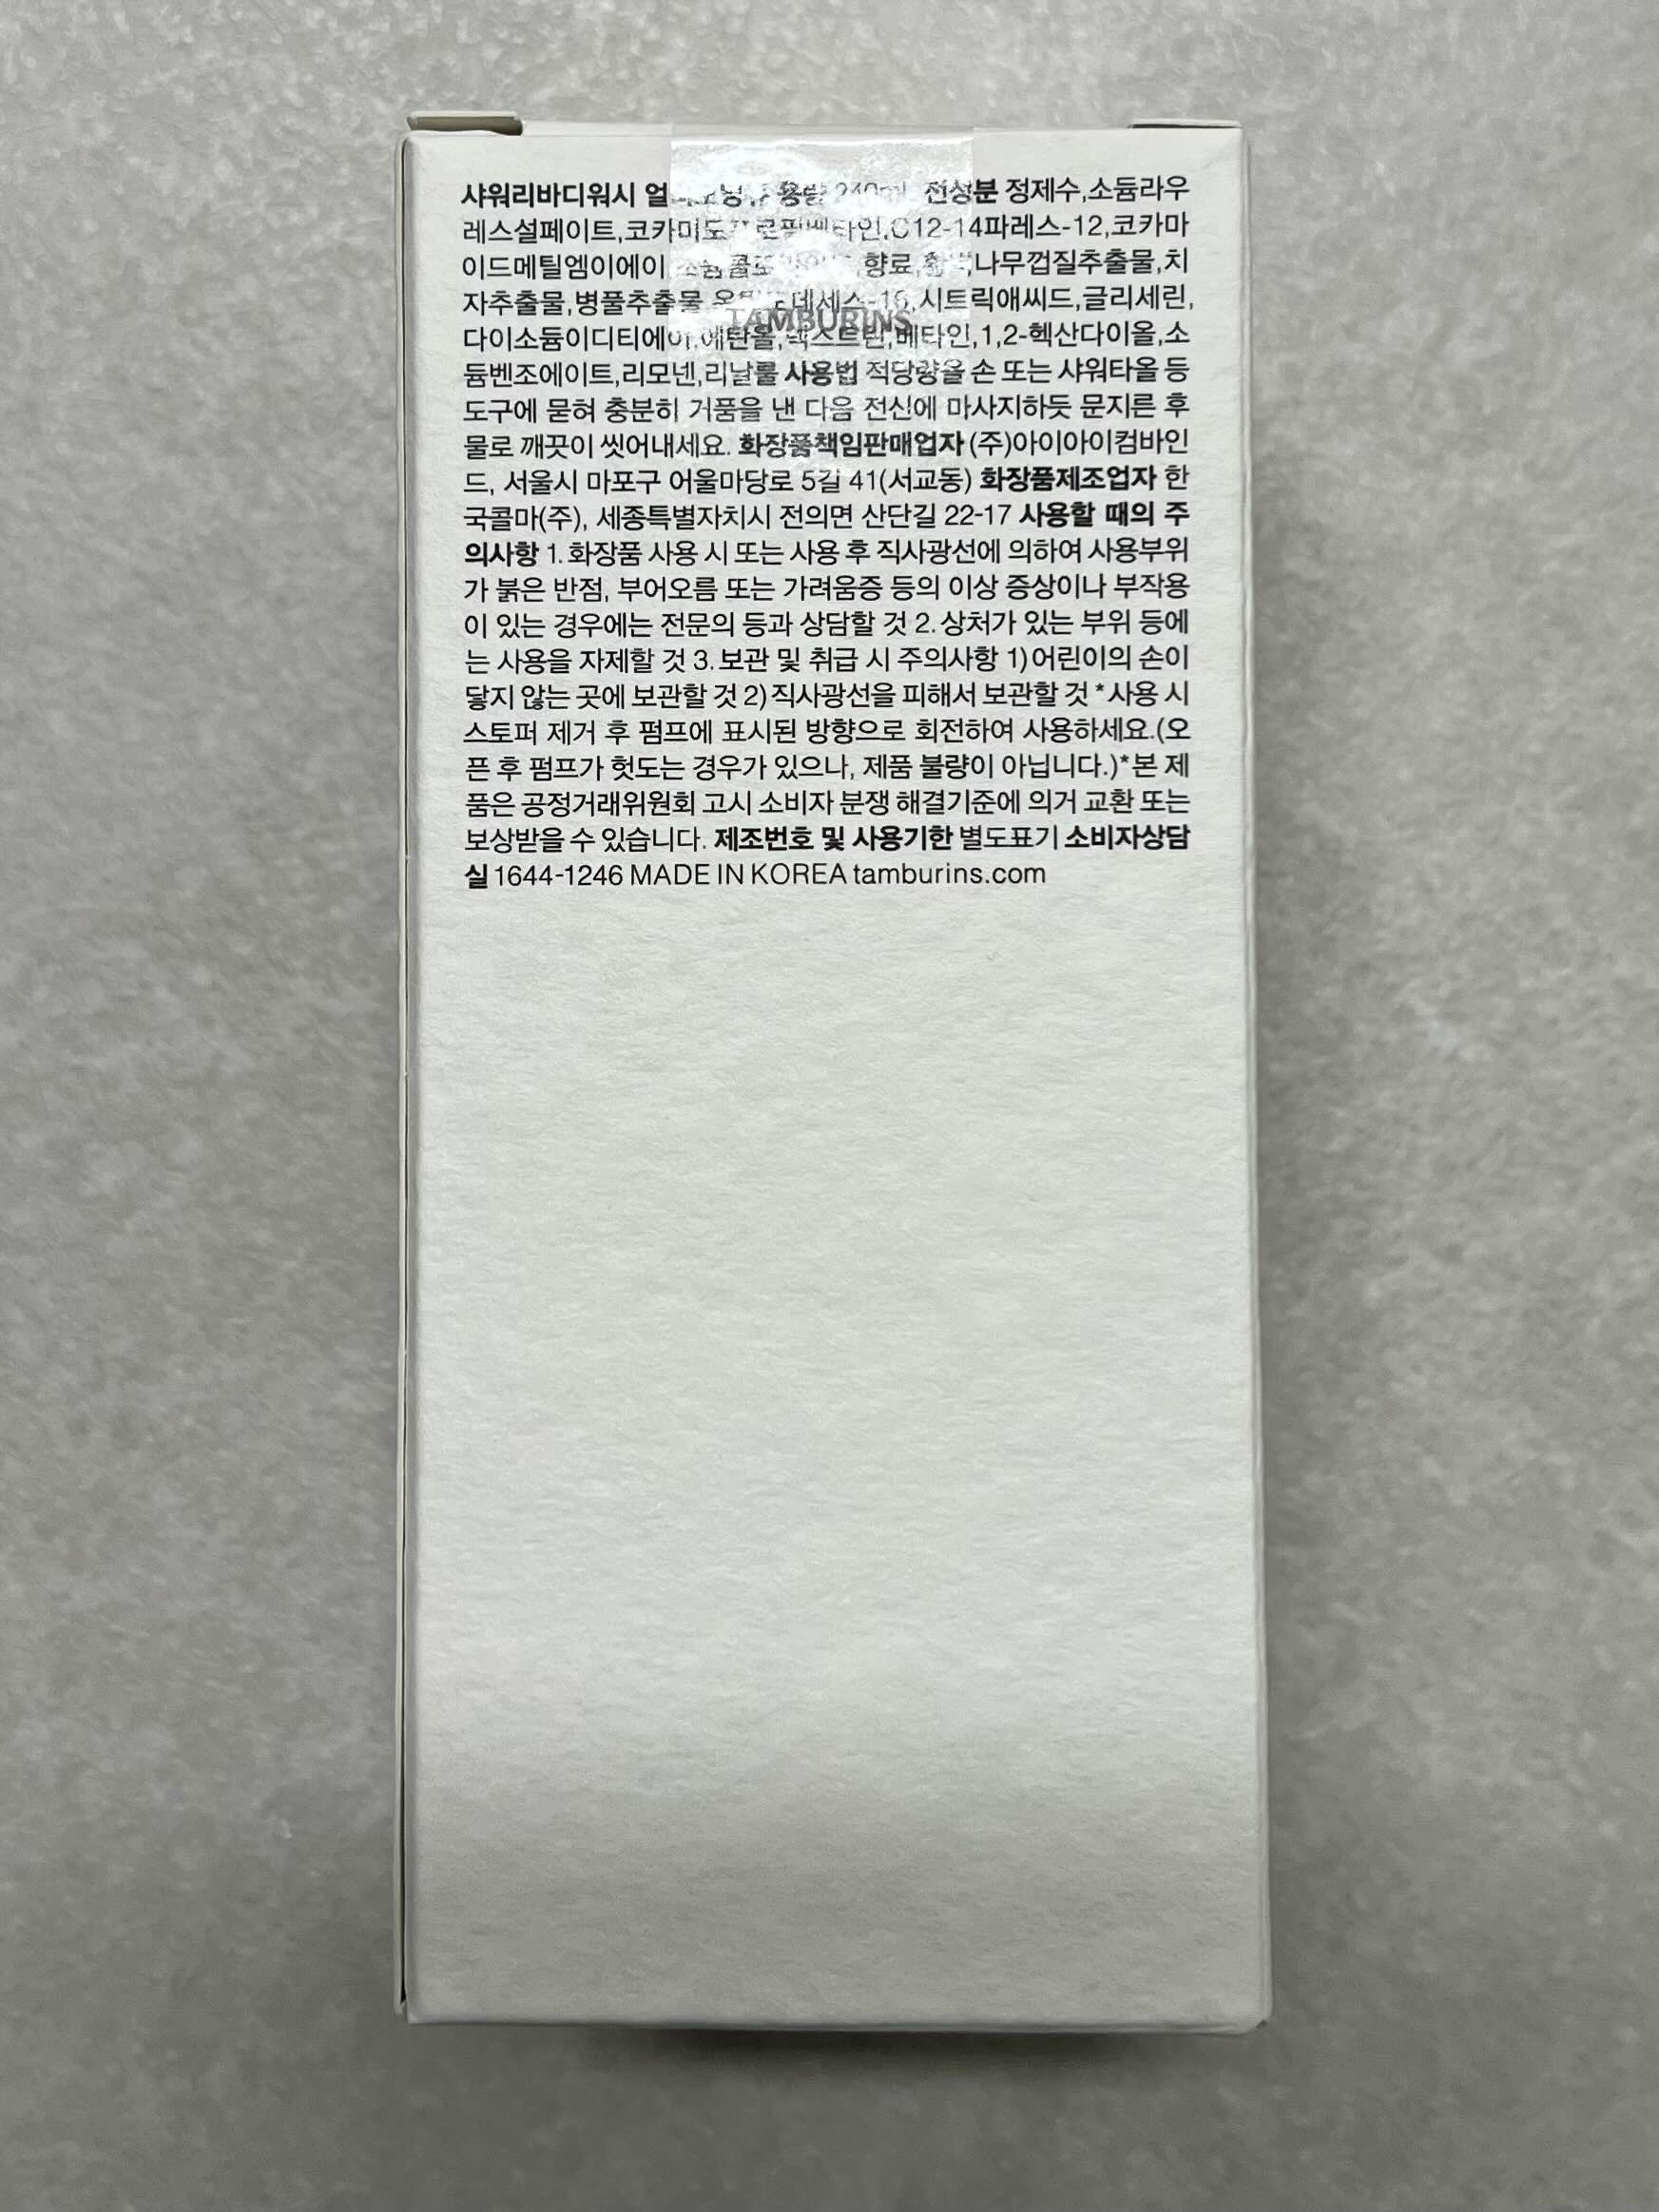 샤워리바디워시 용량 240ml 전성분 정제수,소듐라우
레스설페이트,코카미도프로필베타인,C12-14파레스-12,코카마
이드메틸엠이에이,소듐클로라이드,향료,황벽나무껍질추출물,치
자추출물,병풀추출물 시트릭애씨드,글리세린,
TAMBURINS
다이소듐이디티에이,에탄올,덱스트린,베타인,1,2-헥산다이올,소
듐벤조에이트,리모넨,리날룰 사용법 적당량을 손 또는 샤워타올 등
도구에 묻혀 충분히 거품을 낸 다음 전신에 마사지하듯 문지른 후
물로 깨끗이 씻어내세요. 화장품책임판매업자 (주)아이아이컴바인
드, 서울시 마포구 어울마당로 5길 41(서교동) 화장품제조업자 한
국콜마(주), 세종특별자치시 전의면 산단길 22-17 사용할 때의 주
의사항 1. 화장품 사용 시 또는 사용 후 직사광선에 의하여 사용부위
가 붉은 반점, 부어오름 또는 가려움증 등의 이상 증상이나 부작용
이 있는 경우에는 전문의 등과 상담할 것 2. 상처가 있는 부위 등에
는 사용을 자제할 것 3. 보관 및 취급 시 주의사항 1) 어린이의 손이
닿지 않는 곳에 보관할 것 2) 직사광선을 피해서 보관할 것 * 사용 시
스토퍼 제거 후 펌프에 표시된 방향으로 회전하여 사용하세요.(오
픈 후 펌프가 헛도는 경우가 있으나, 제품 불량이 아닙니다.)* 본 제
품은 공정거래위원회 고시 소비자 분쟁 해결기준에 의거 교환 또는
보상받을 수 있습니다. 제조번호 및 사용기한 별도표기 소비자상담
실 1644-1246 MADE IN KOREA tamburins.com